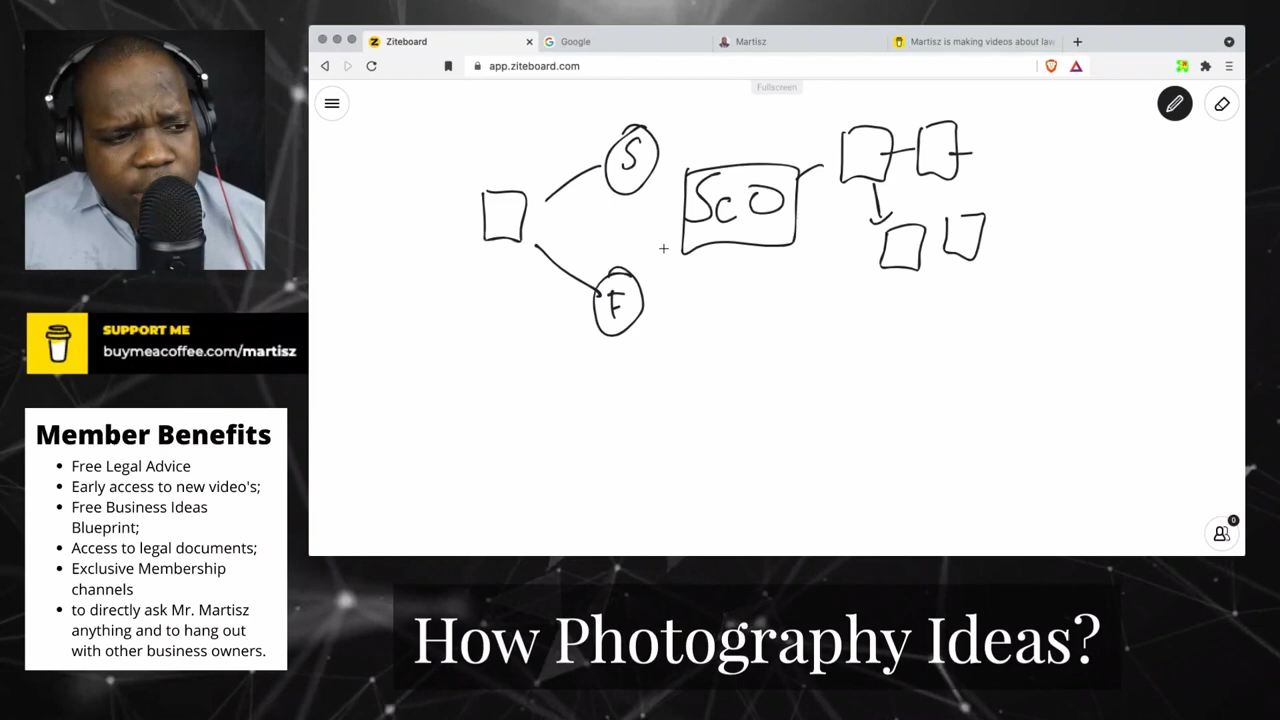 Ziteboard
Google
Martisz
Martisz is making videos about law
app.ziteboard.com
Fullscreen
S
F
ScO
0
SUPPORT ME
buymeacoffee.com/martisz
Member Benefits
• Free Legal Advice
• Early access to new video's;
• Free Business Ideas
Blueprint;
• Access to legal documents;
• Exclusive Membership
channels
• to directly ask Mr. Martisz
anything and to hang out
with other business owners.
How Photography Ideas?